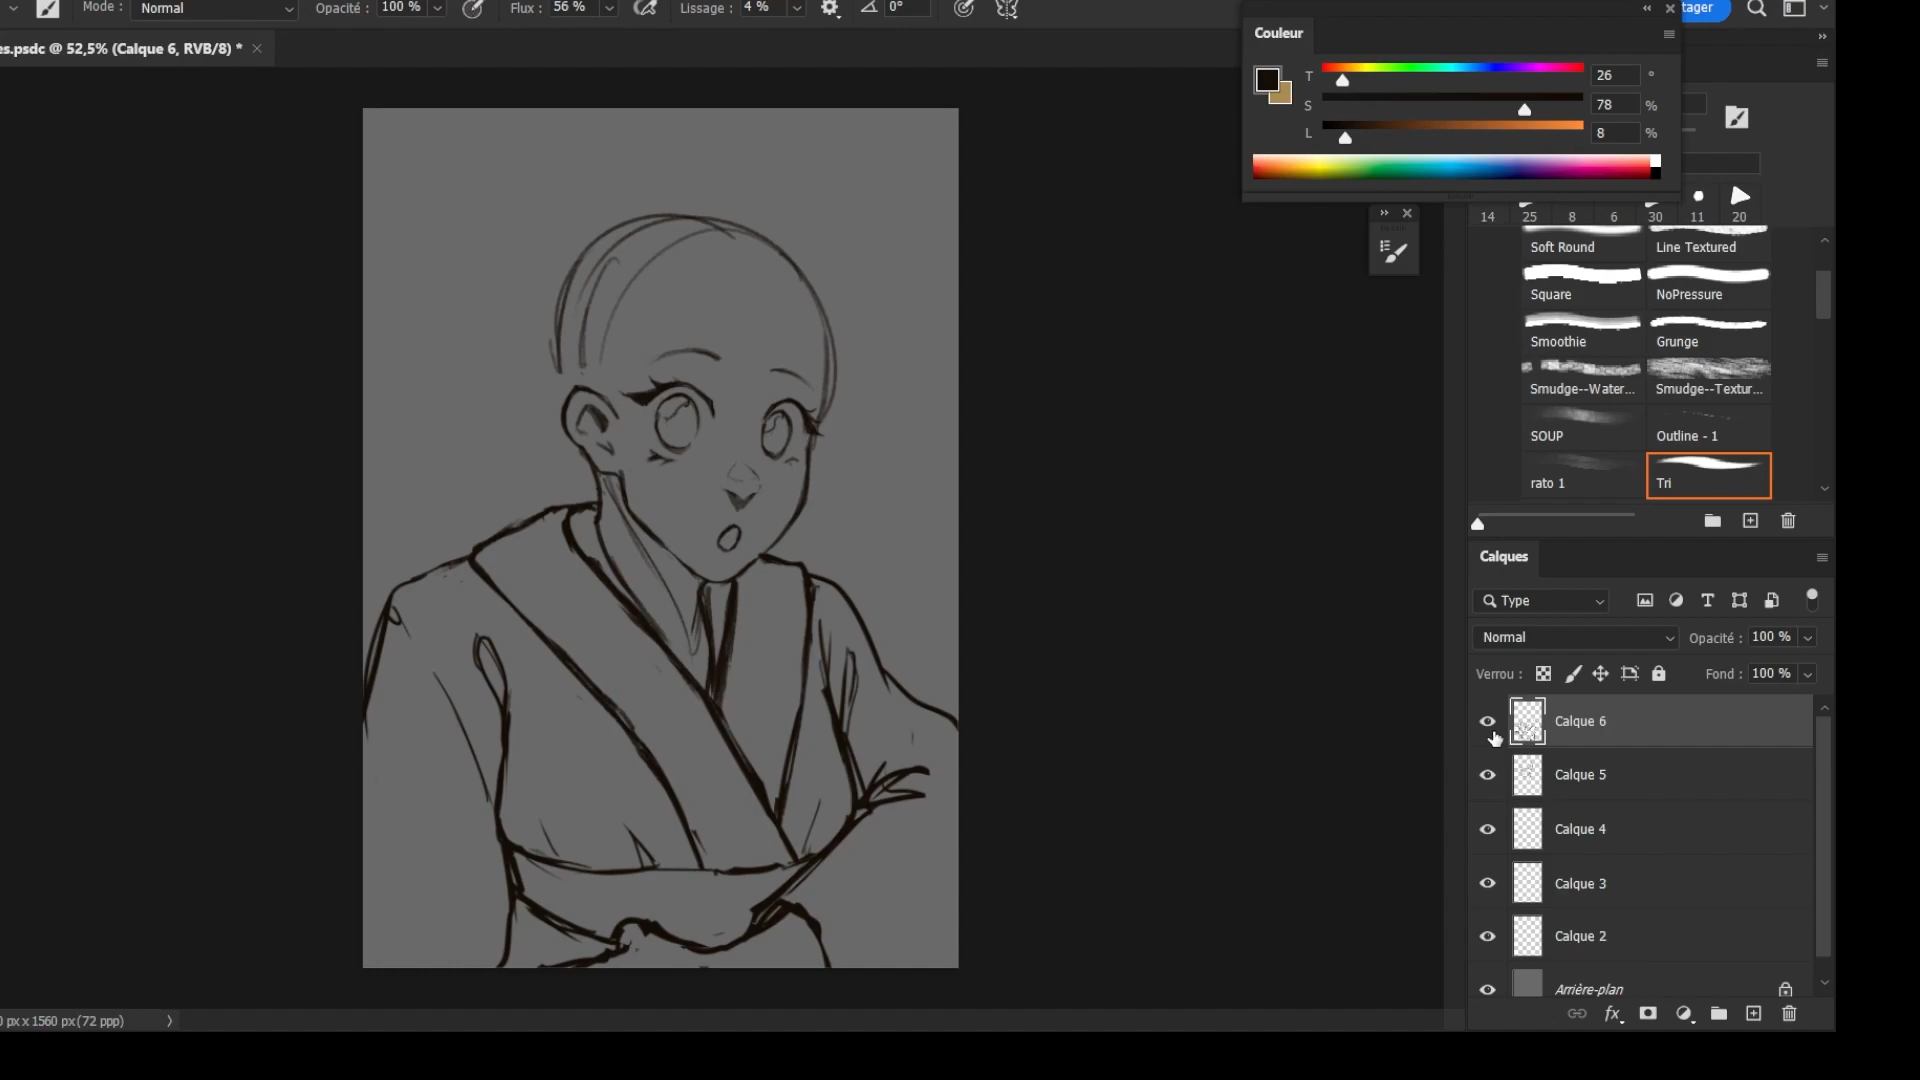 Mode : Normal Opacité : 100 % Flux : 56 % Lissage : 4 % 0° tager
es.psdc @ 52,5% (Calque 6, RVB/8) *
Couleur
T 26 °
S 78 %
L 8 %
14 25 8 6 30 11 20
Soft Round Line Textured
Square NoPressure
Smoothie Grunge
Smudge--Water... Smudge--Textur...
SOUP Outline - 1
rato 1 Tri
Calques
Type
Normal Opacité : 100 %
Verrou : Fond : 100 %
Calque 6
Calque 5
Calque 4
Calque 3
Calque 2
Arrière-plan
0 px x 1560 px (72 ppp)
fx